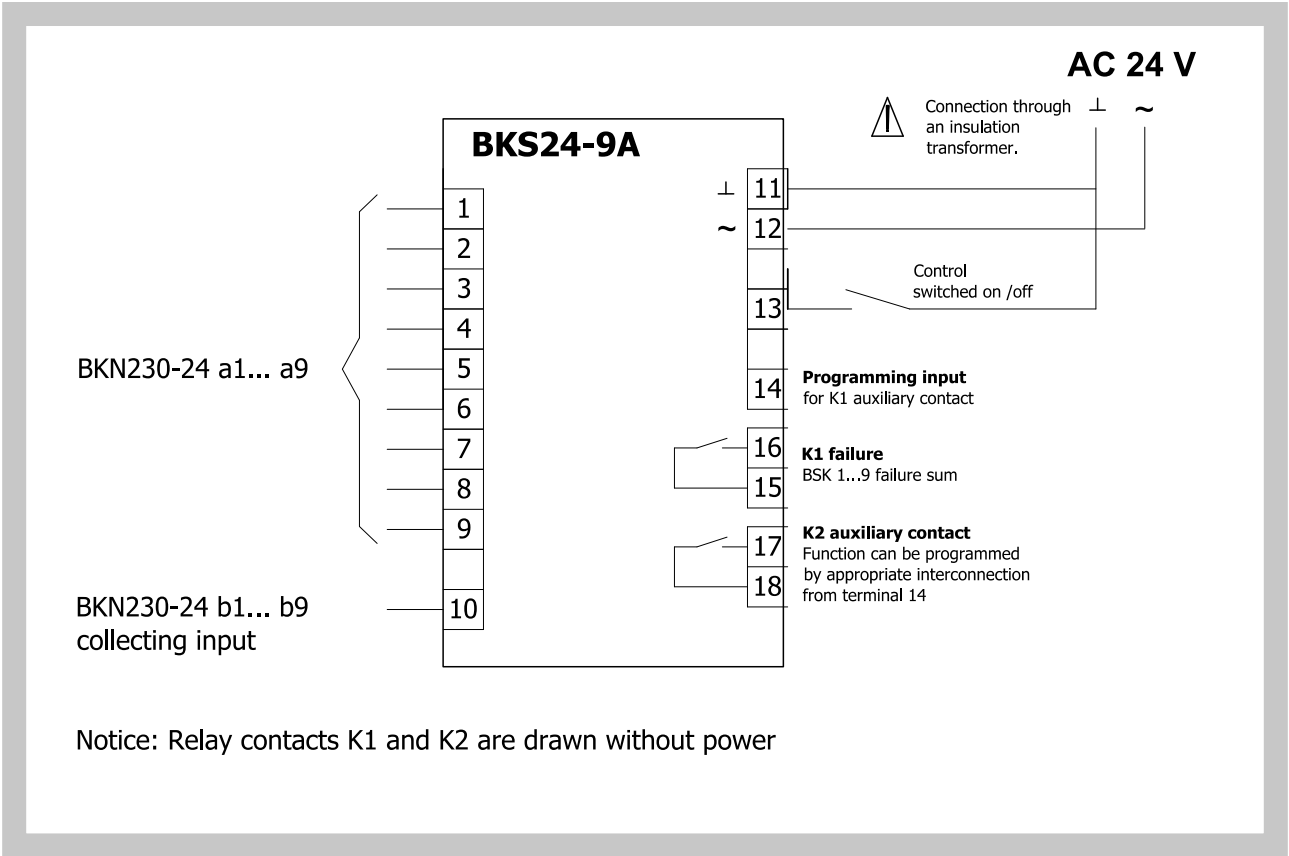 AC 24 V
Connection through
an insulation
transformer.
⊥ ~
BKS24-9A
⊥ 11
~ 12
Control
switched on /off
13
14
Programming input
for K1 auxiliary contact
16
15
K1 failure
BSK 1...9 failure sum
17
18
K2 auxiliary contact
Function can be programmed
by appropriate interconnection
from terminal 14
1
2
3
4
5
6
7
8
9
10
BKN230-24 a1... a9
BKN230-24 b1... b9
collecting input
Notice: Relay contacts K1 and K2 are drawn without power